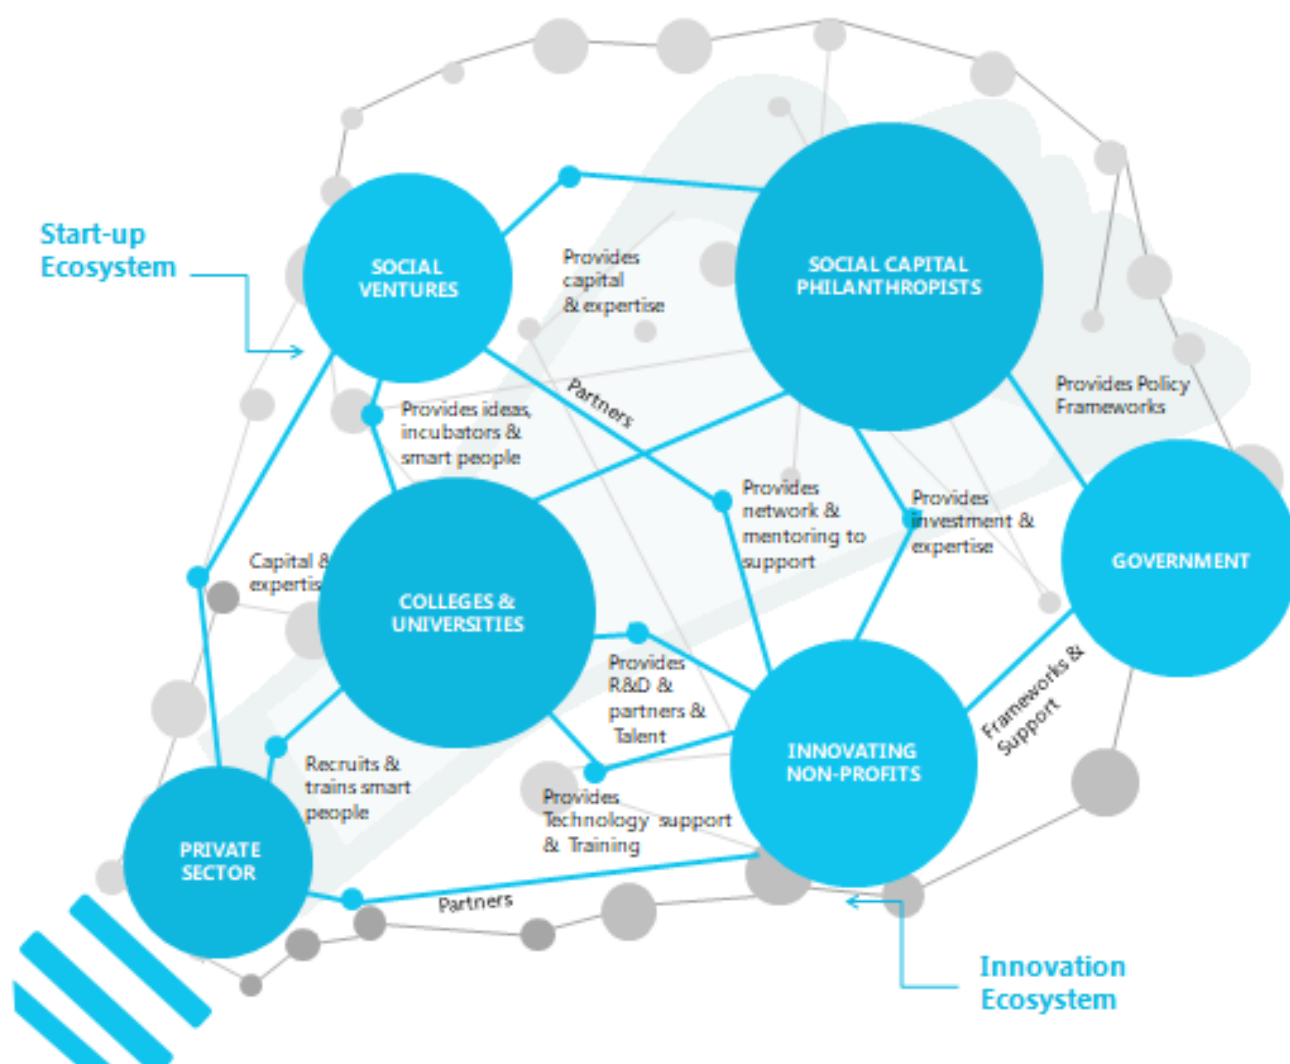 Start-up
Ecosystem
SOCIAL
VENTURES
Provides
capital
& expertise
SOCIAL CAPITAL
PHILANTHROPISTS
Provides Policy
Frameworks
Partners
Provides ideas,
incubators &
smart people
Provides
network &
mentoring to
support
Provides
investment &
expertise
GOVERNMENT
Capital &
expertis
COLLEGES &
UNIVERSITIES
Provides
R&D &
partners &
Talent
Frameworks &
Support
INNOVATING
NON-PROFITS
Recruits &
trains smart
people
Provides
Technology support
& Training
PRIVATE
SECTOR
Partners
Innovation
Ecosystem